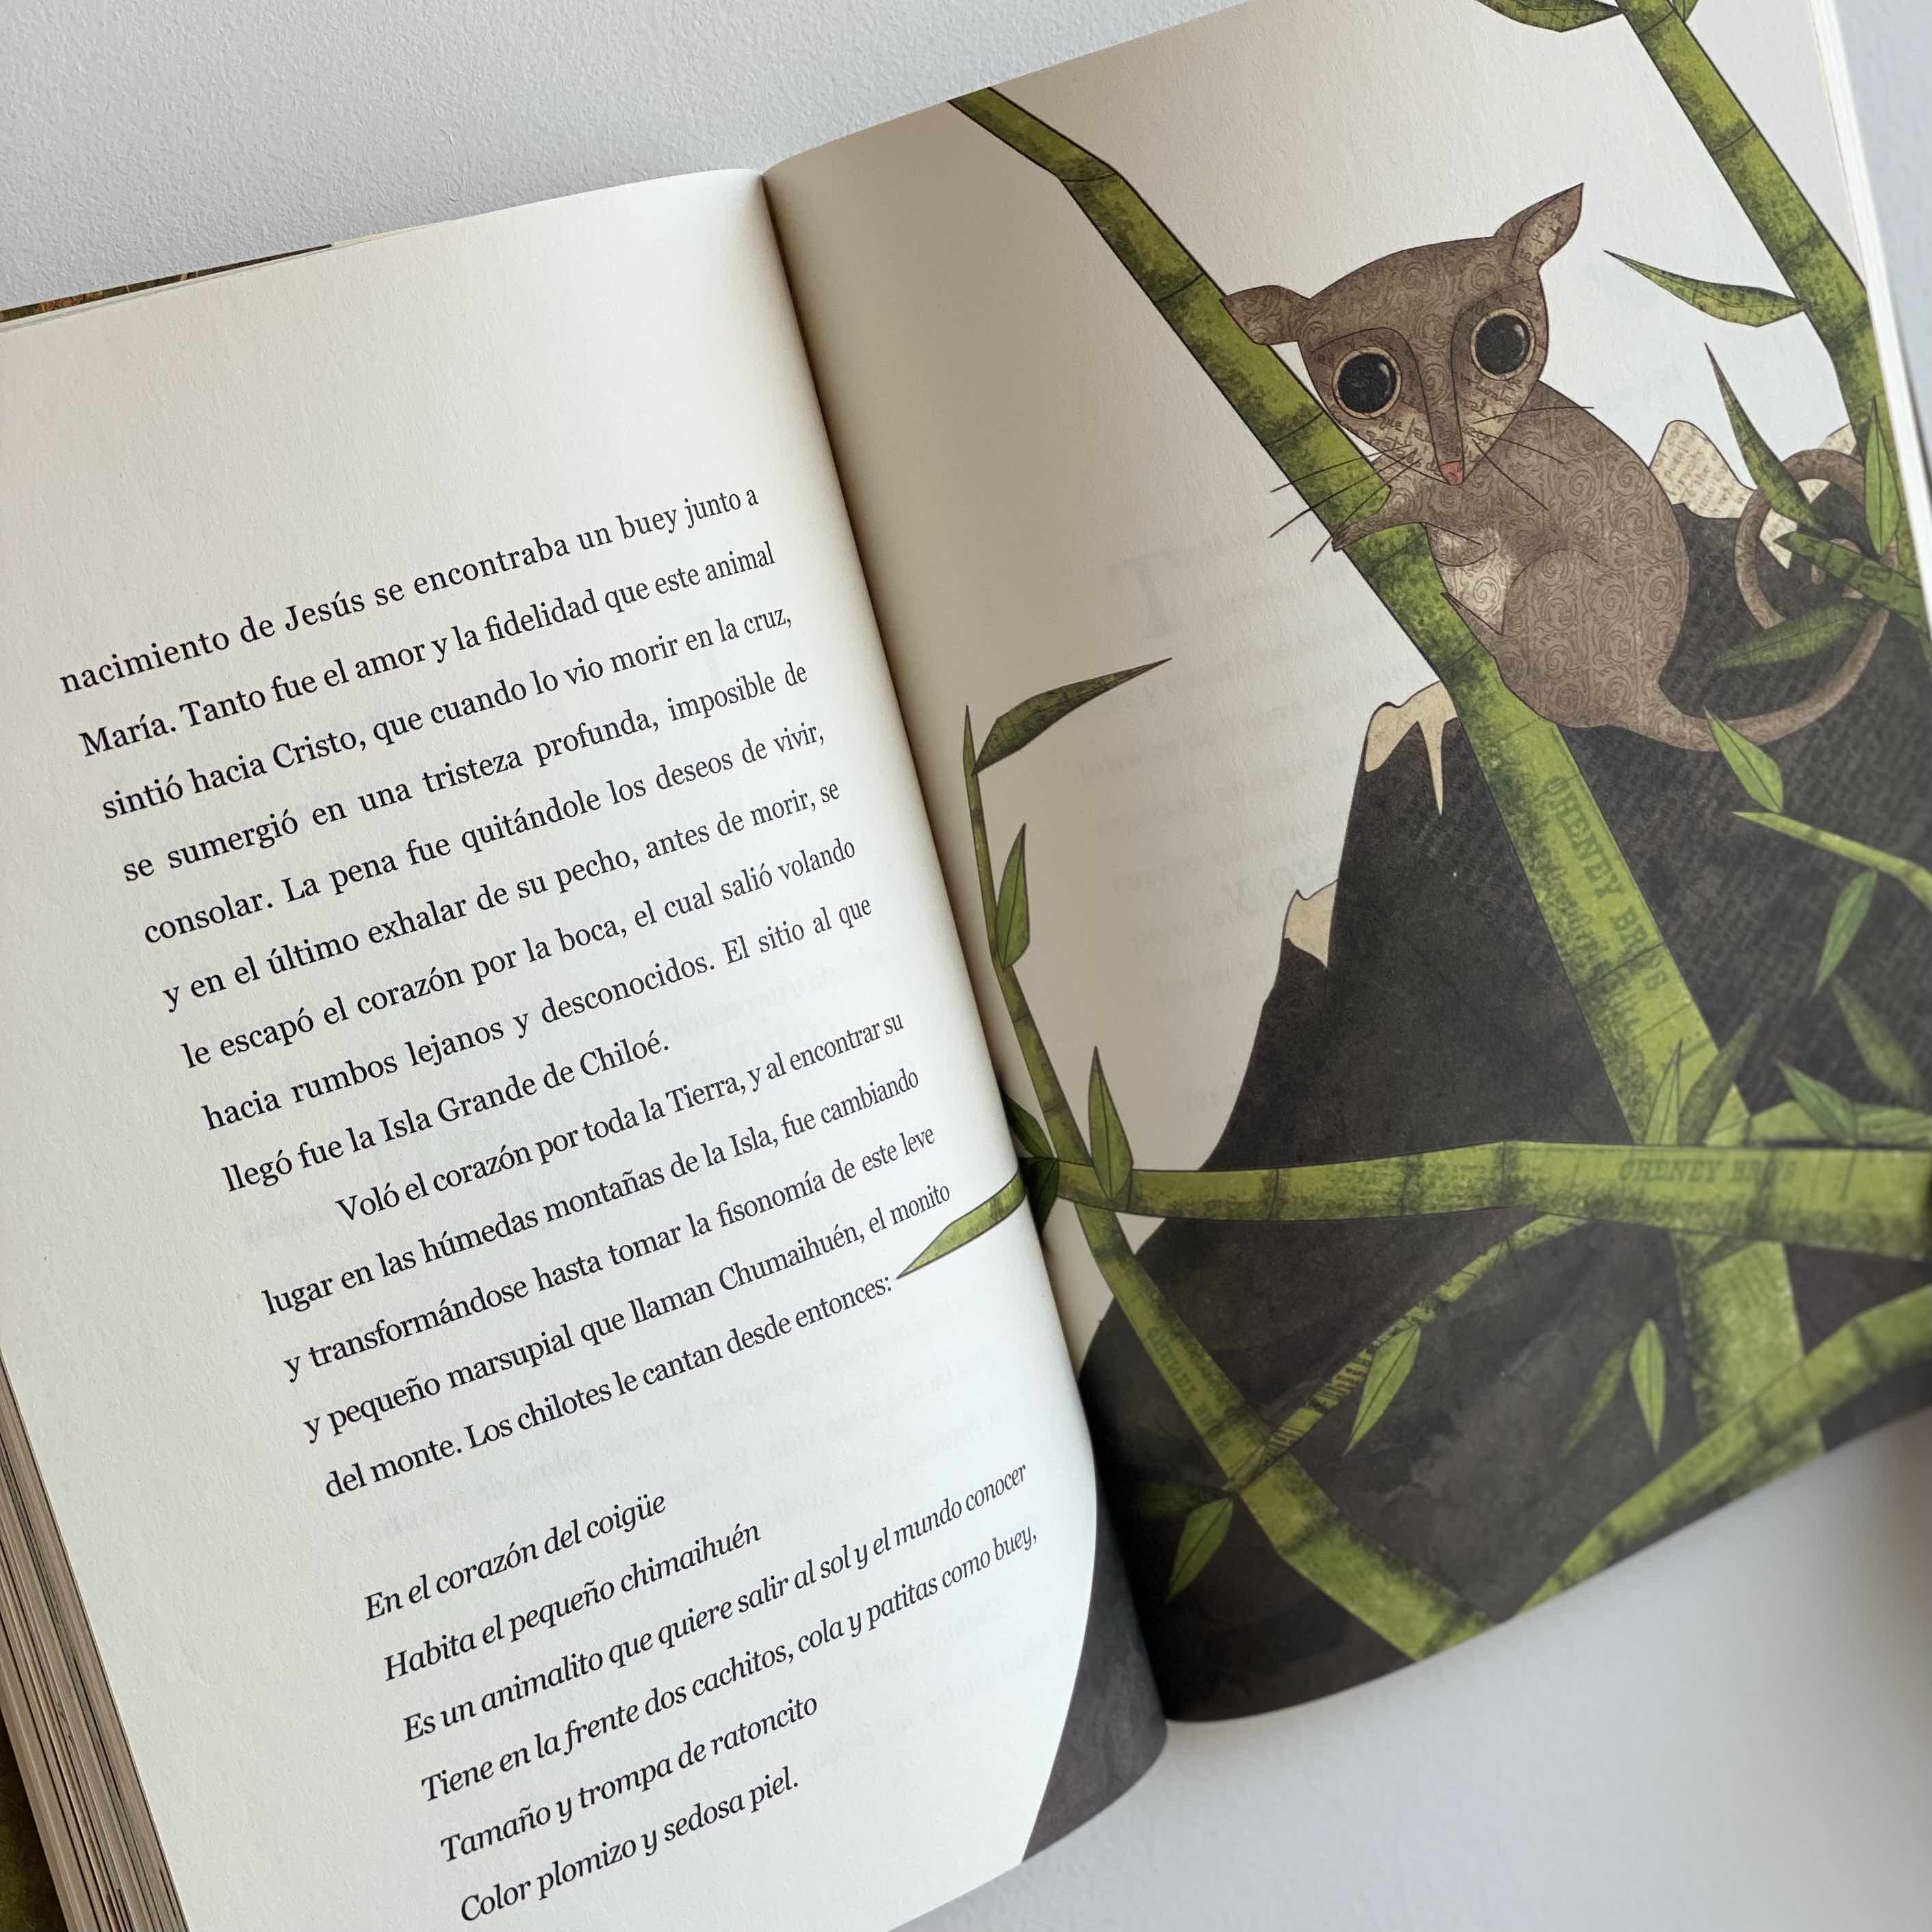 nacimiento de Jesús se encontraba un buey junto a
María. Tanto fue el amor y la fidelidad que este animal
sintió hacia Cristo, que cuando lo vio morir en la cruz,
se sumergió en una tristeza profunda, imposible de
consolar. La pena fue quitándole los deseos de vivir,
y en el último exhalar de su pecho, antes de morir, se
le escapó el corazón por la boca, el cual salió volando
hacia rumbos lejanos y desconocidos. El sitio al que
llegó fue la Isla Grande de Chiloé.
Voló el corazón por toda la Tierra, y al encontrar su
lugar en las húmedas montañas de la Isla, fue cambiando
y transformándose hasta tomar la fisonomía de este leve
y pequeño marsupial que llaman Chumaihuén, el monito
del monte. Los chilotes le cantan desde entonces:
En el corazón del coigüe
Habita el pequeño chimaihuén
Es un animalito que quiere salir al sol y el mundo conocer
Tiene en la frente dos cachitos, cola y patitas como buey,
Tamaño y trompa de ratoncito
Color plomizo y sedosa piel.
CHENEY BROS
CHENEY BROS